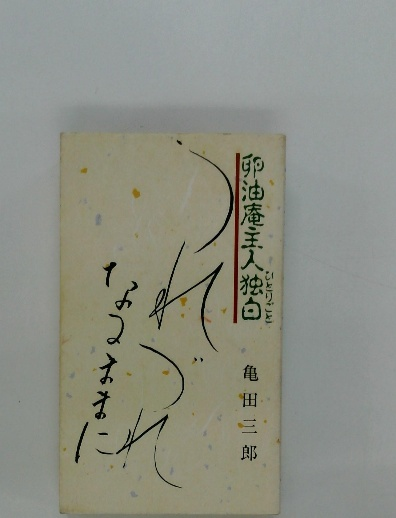 卵油庵主人独白
ひとりごと
亀田三郎
つれづれ
なるままに